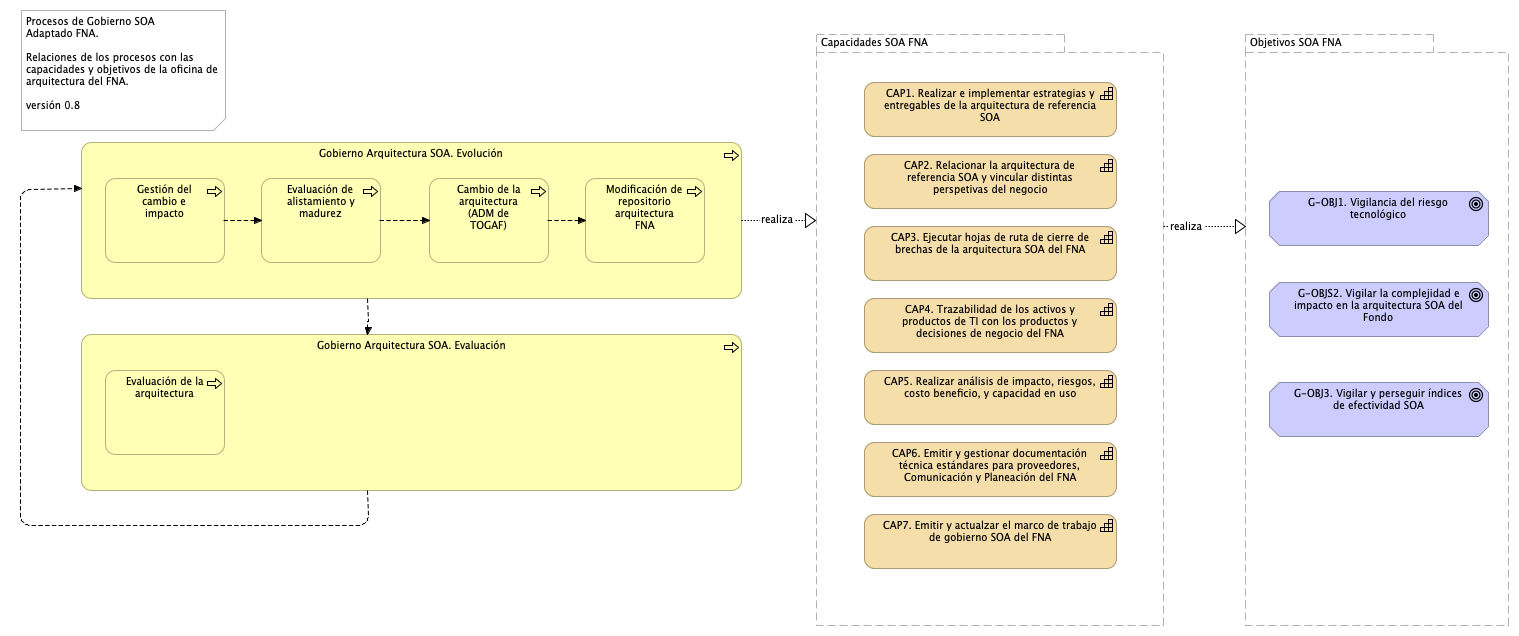 Procesos de Gobierno SOA
Adaptado FNA.
Relaciones de los procesos con las
capacidades y objetivos de la oficina de
arquitectura del FNA.
versión 0.8
Gobierno Arquitectura SOA. Evolución
Gestión del
cambio e
impacto
Evaluación de
alistamiento y
madurez
Cambio de la
arquitectura
(ADM de
TOGAF)
Modificación de
repositorio
arquitectura
FNA
Gobierno Arquitectura SOA. Evaluación
Evaluación de la
arquitectura
realiza
Capacidades SOA FNA
CAP1. Realizar e implementar estrategias y
entregables de la arquitectura de referencia
SOA
CAP2. Relacionar la arquitectura de
referencia SOA y vincular distintas
perspetivas del negocio
CAP3. Ejecutar hojas de ruta de cierre de
brechas de la arquitectura SOA del FNA
CAP4. Trazabilidad de los activos y
productos de TI con los productos y
decisiones de negocio del FNA
CAP5. Realizar análisis de impacto, riesgos,
costo beneficio, y capacidad en uso
CAP6. Emitir y gestionar documentación
técnica estándares para proveedores,
Comunicación y Planeación del FNA
CAP7. Emitir y actualzar el marco de trabajo
de gobierno SOA del FNA
realiza
Objetivos SOA FNA
G-OBJ1. Vigilancia del riesgo
tecnológico
G-OBJS2. Vigilar la complejidad e
impacto en la arquitectura SOA del
Fondo
G-OBJ3. Vigilar y perseguir índices
de efectividad SOA